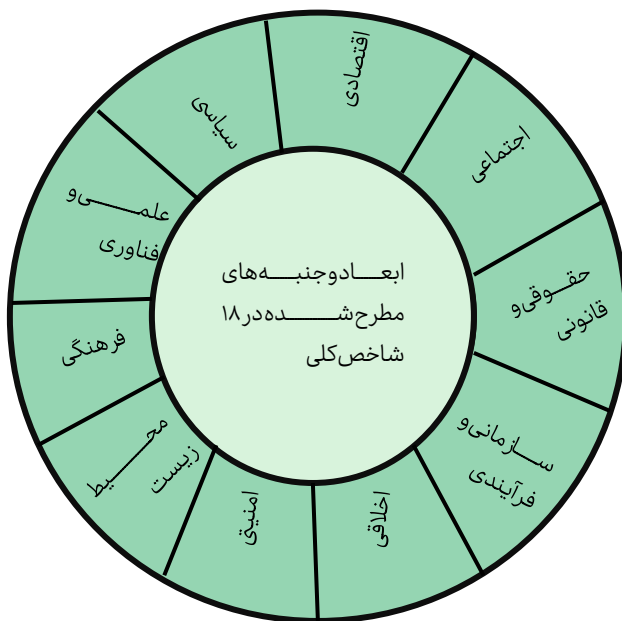 ابعاد و جنبه‌های
مطرح شده در ۱۸
شاخص کلی
اقتصادی
اجتماعی
حقوقی و
قانونی
سازمانی و
فرآیندی
اخلاقی
امنیتی
محیط
زیست
فرهنگی
علمی و
فناوری
سیاسی